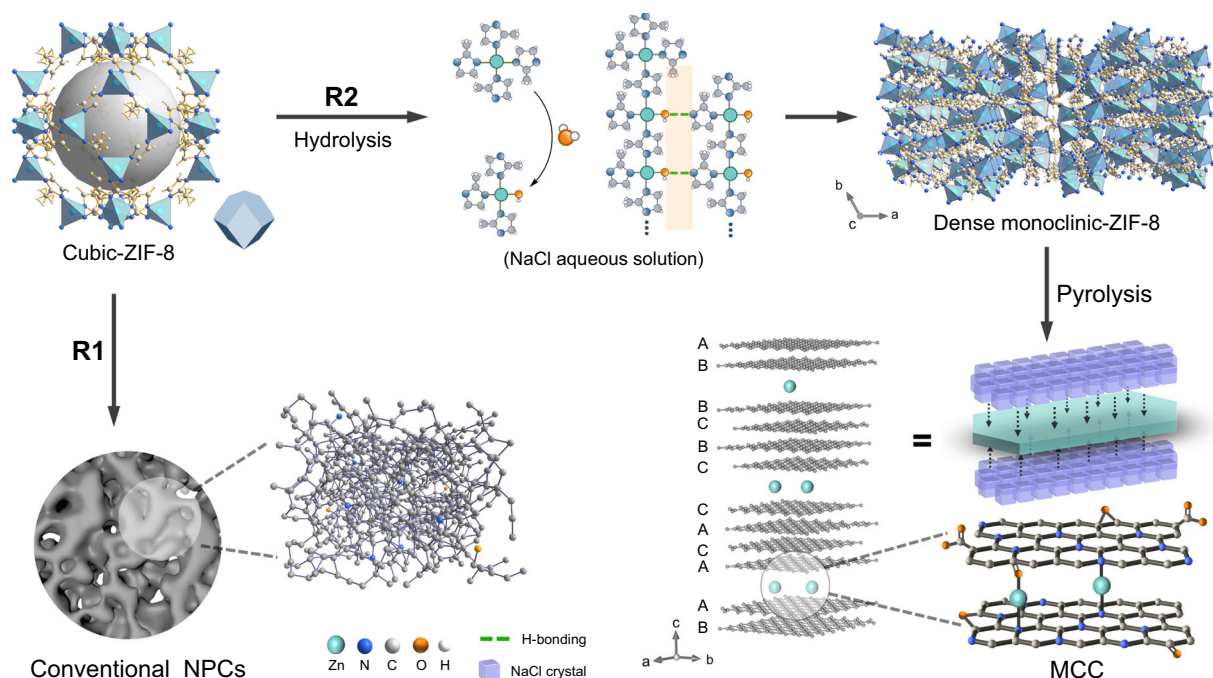 R2
Hydrolysis
Cubic-ZIF-8
(NaCl aqueous solution)
b
c
a
Dense monoclinic-ZIF-8
Pyrolysis
R1
A
B
B
C
B
C
C
A
C
A
A
B
=
c
a
b
Conventional NPCs
Zn N C O H
H-bonding
NaCl crystal
MCC